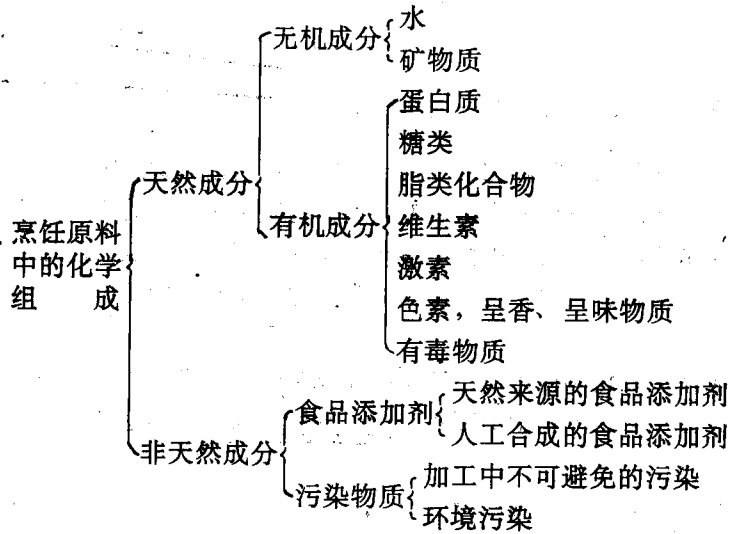 烹饪原料
中的化学
组成
天然成分
无机成分
水
矿物质
有机成分
蛋白质
糖类
脂类化合物
维生素
激素
色素，呈香、呈味物质
有毒物质
非天然成分
食品添加剂
天然来源的食品添加剂
人工合成的食品添加剂
污染物质
加工中不可避免的污染
环境污染